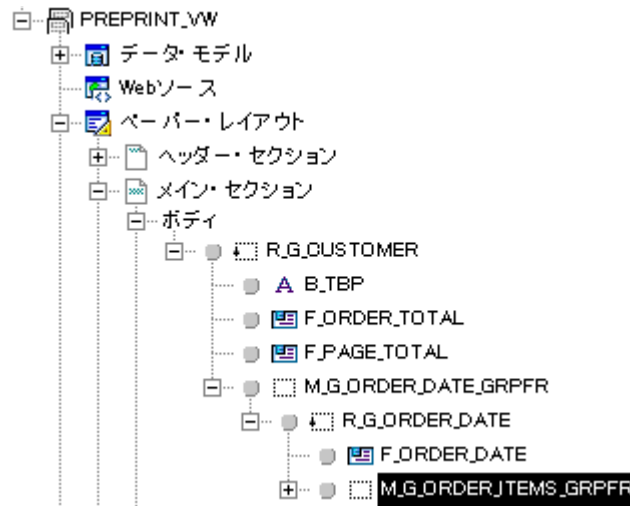 PREPRINT_VW
データ・モデル
Webソース
ペーパー・レイアウト
ヘッダー・セクション
メイン・セクション
ボディ
R_G_CUSTOMER
A B_TBP
F_ORDER_TOTAL
F_PAGE_TOTAL
M_G_ORDER_DATE_GRPFR
R_G_ORDER_DATE
F_ORDER_DATE
M_G_ORDER_ITEMS_GRPFR